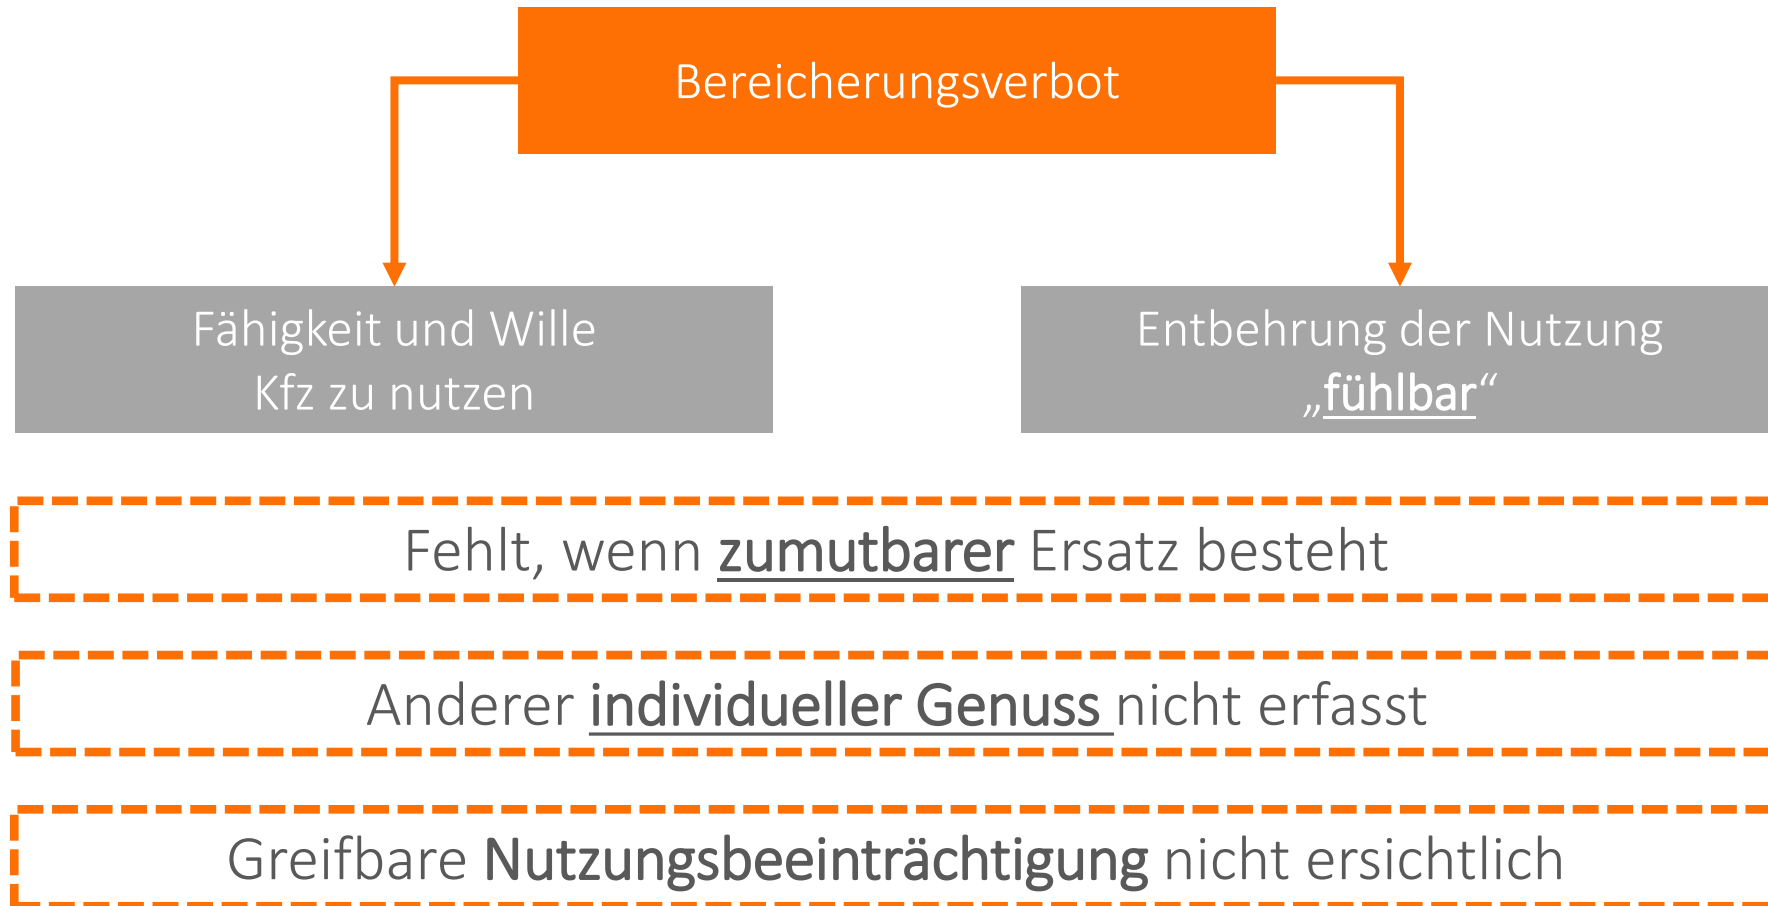 Bereicherungsverbot
Fähigkeit und Wille
Kfz zu nutzen
Entbehrung der Nutzung
„fühlbar“
Fehlt, wenn zumutbarer Ersatz besteht
Anderer individueller Genuss nicht erfasst
Greifbare Nutzungsbeeinträchtigung nicht ersichtlich